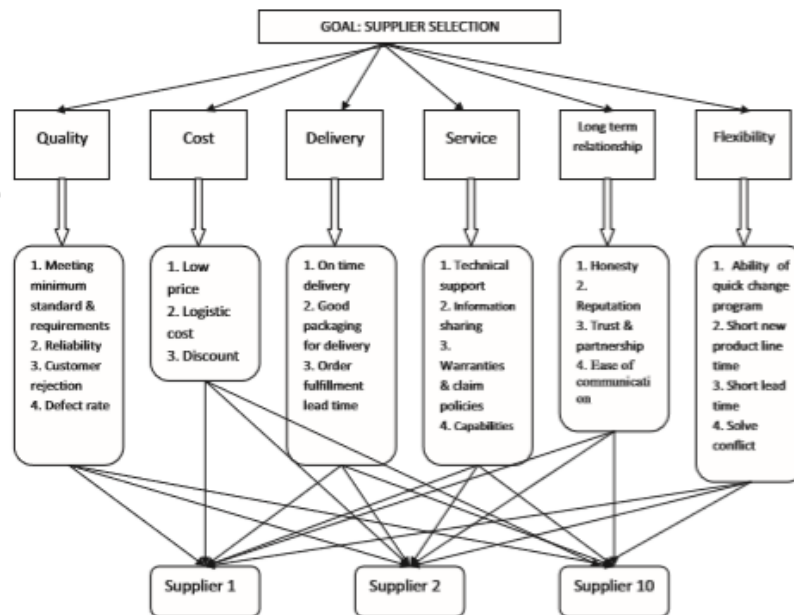 GOAL: SUPPLIER SELECTION
Quality
Cost
Delivery
Service
Long term
relationship
Flexibility
1. Meeting
minimum
standard &
requirements
2. Reliability
3. Customer
rejection
4. Defect rate
1. Low
price
2. Logistic
cost
3. Discount
1. On time
delivery
2. Good
packaging
for delivery
3. Order
fulfillment
lead time
1. Technical
support
2. Information
sharing
3.
Warranties
& claim
policies
4. Capabilities
1. Honesty
2.
Reputation
3. Trust &
partnership
4. Ease of
communicati
on
1. Ability of
quick change
program
2. Short new
product line
time
3. Short lead
time
4. Solve
conflict
Supplier 1
Supplier 2
Supplier 10